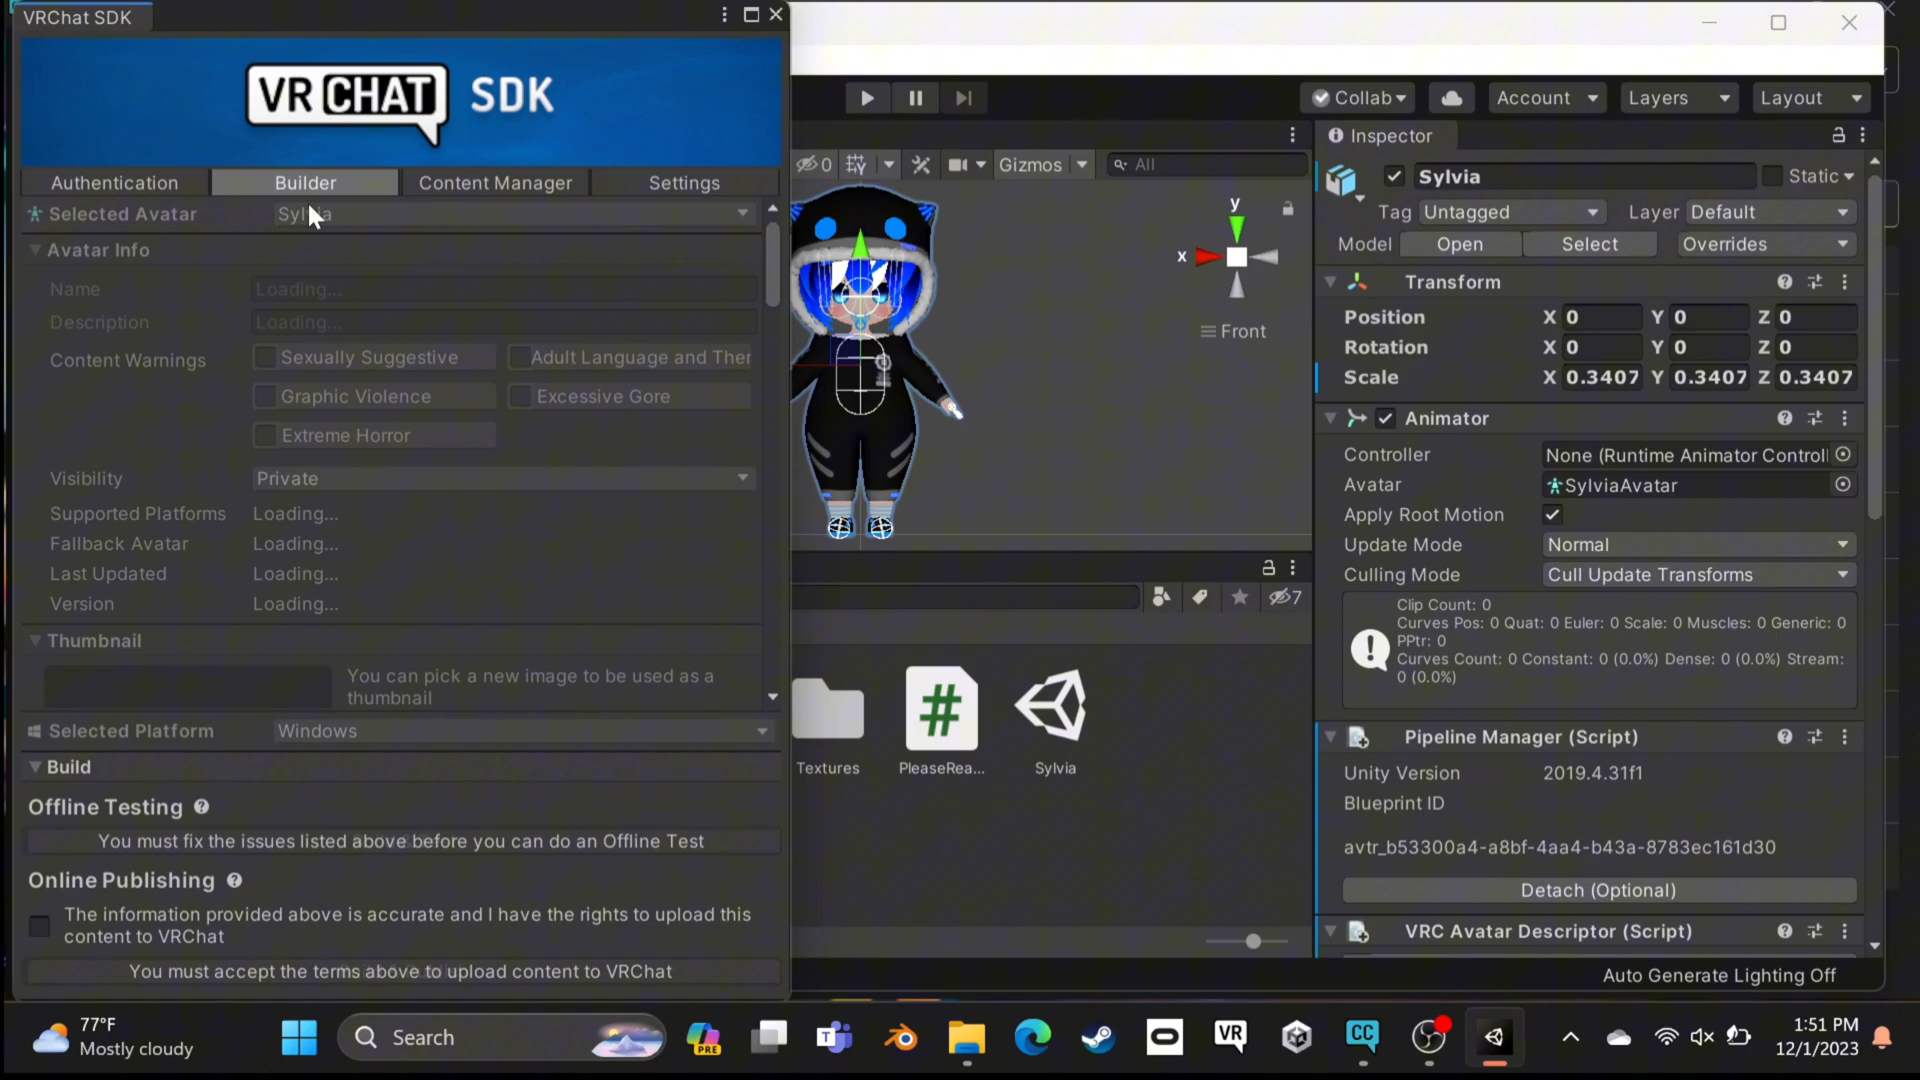 VRChat SDK
VR CHAT SDK
Authentication
Builder
Content Manager
Settings
Selected Avatar
Avatar Info
Name
Loading...
Description
Loading...
Content Warnings
Sexually Suggestive
Adult Language and Ther
Graphic Violence
Excessive Gore
Extreme Horror
Visibility
Private
Supported Platforms
Loading...
Fallback Avatar
Loading...
Last Updated
Loading...
Version
Loading...
Thumbnail
You can pick a new image to be used as a
thumbnail
Selected Platform
Windows
Build
Offline Testing
You must fix the issues listed above before you can do an Offline Test
Online Publishing
The information provided above is accurate and I have the rights to upload this
content to VRChat
You must accept the terms above to upload content to VRChat
Collab
Account
Layers
Layout
0
Gizmos
All
y
x
Front
7
Textures
PleaseRea...
Sylvia
Inspector
Sylvia
Static
Tag Untagged
Layer Default
Model
Open
Select
Overrides
Transform
Position X 0 Y 0 Z 0
Rotation X 0 Y 0 Z 0
Scale X 0.3407 Y 0.3407 Z 0.3407
Animator
Controller
None (Runtime Animator Controll
Avatar
SylviaAvatar
Apply Root Motion
Update Mode
Normal
Culling Mode
Cull Update Transforms
Clip Count: 0
Curves Pos: 0 Quat: 0 Euler: 0 Scale: 0 Muscles: 0 Generic: 0
PPtr: 0
Curves Count: 0 Constant: 0 (0.0%) Dense: 0 (0.0%) Stream:
0 (0.0%)
Pipeline Manager (Script)
Unity Version
2019.4.31f1
Blueprint ID
avtr_b53300a4-a8bf-4aa4-b43a-8783ec161d30
Detach (Optional)
VRC Avatar Descriptor (Script)
Auto Generate Lighting Off
77°F
Mostly cloudy
Search
PRE
VR
CC
1:51 PM
12/1/2023